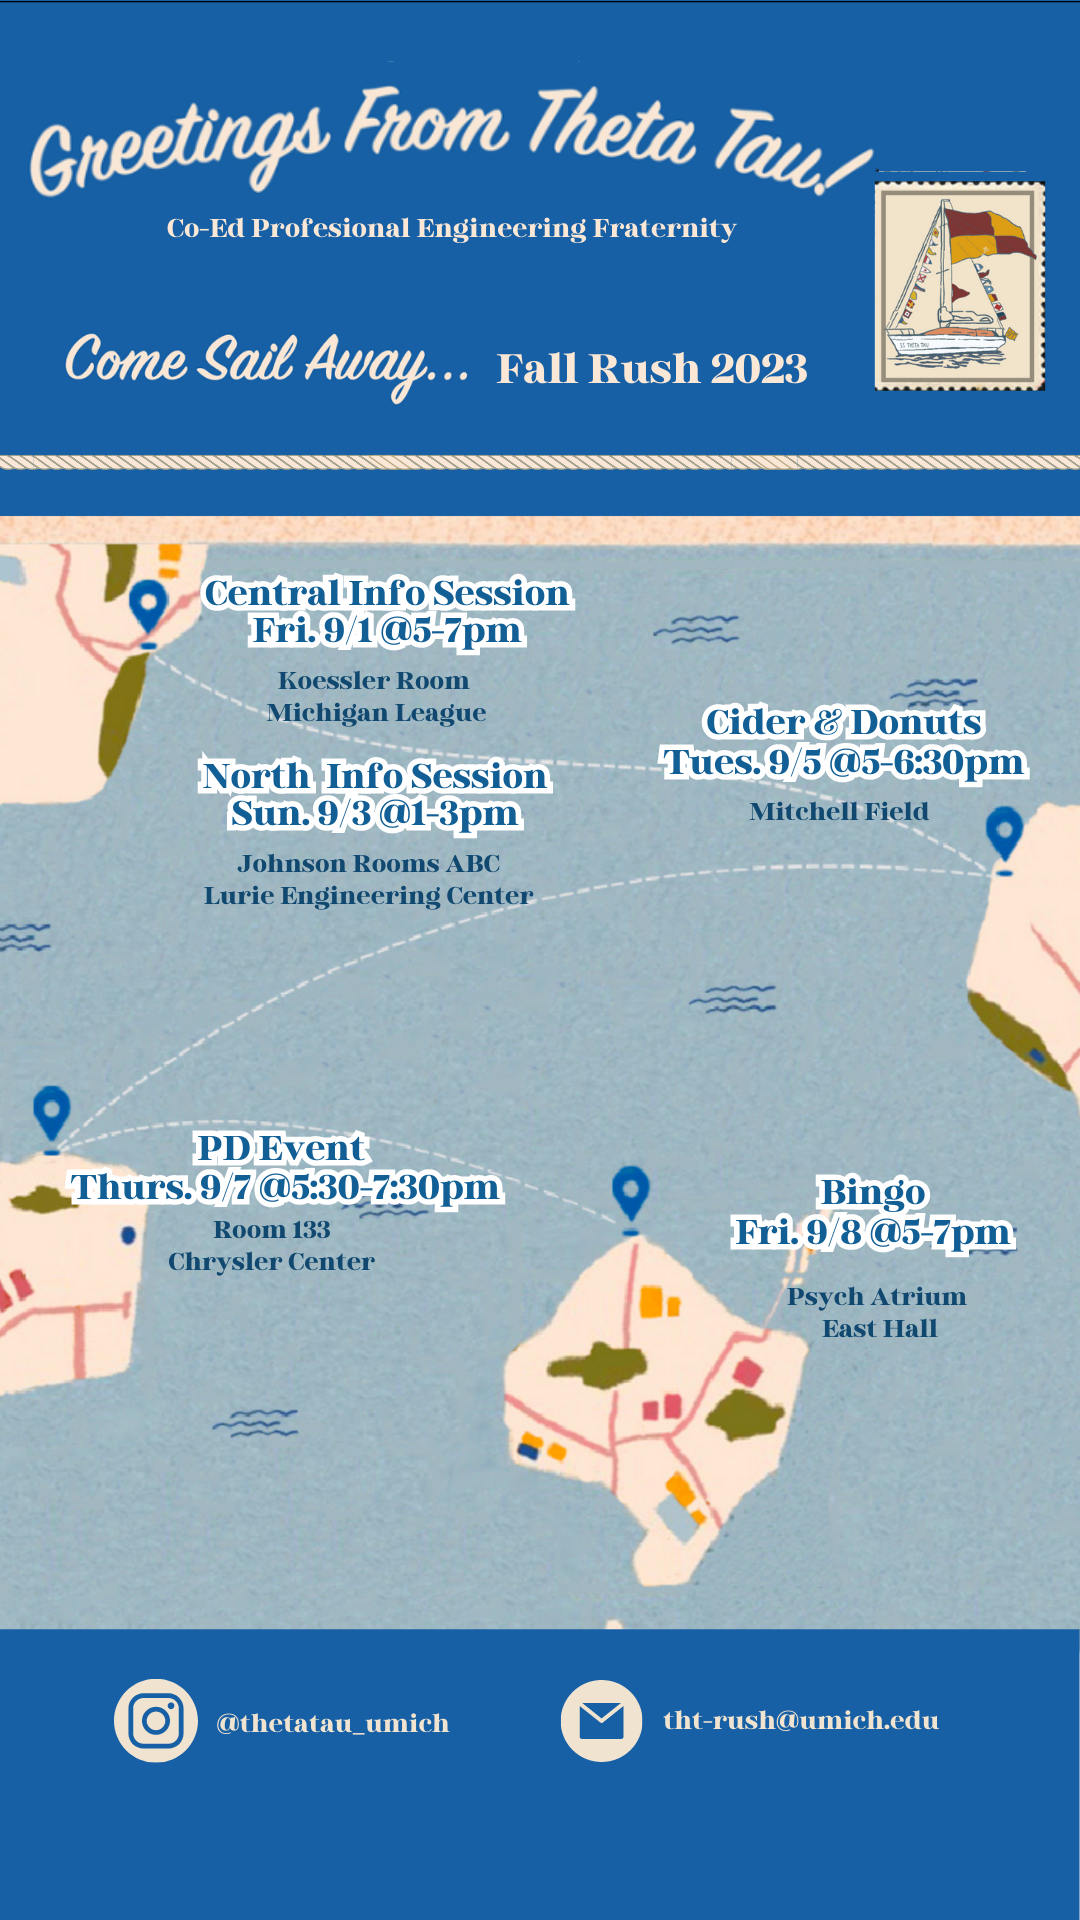 Greetings From Theta Tau!
Co-Ed Profesional Engineering Fraternity
Come Sail Away... Fall Rush 2023
SS THETA TAU
Central Info Session
Fri. 9/1 @5-7pm
Koessler Room
Michigan League
North Info Session
Sun. 9/3 @1-3pm
Johnson Rooms ABC
Lurie Engineering Center
Cider & Donuts
Tues. 9/5 @5-6:30pm
Mitchell Field
PD Event
Thurs. 9/7 @5:30-7:30pm
Room 133
Chrysler Center
Bingo
Fri. 9/8 @5-7pm
Psych Atrium
East Hall
@thetatau_umich
tht-rush@umich.edu